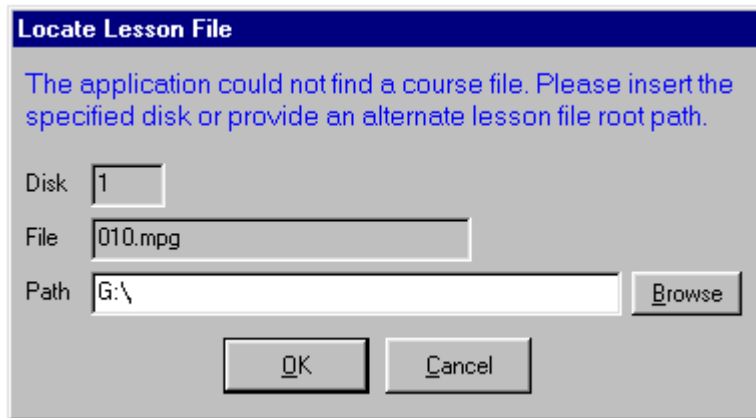 Locate Lesson File
The application could not find a course file. Please insert the
specified disk or provide an alternate lesson file root path.
Disk 1
File 010.mpg
Path G:\ Browse
OK Cancel